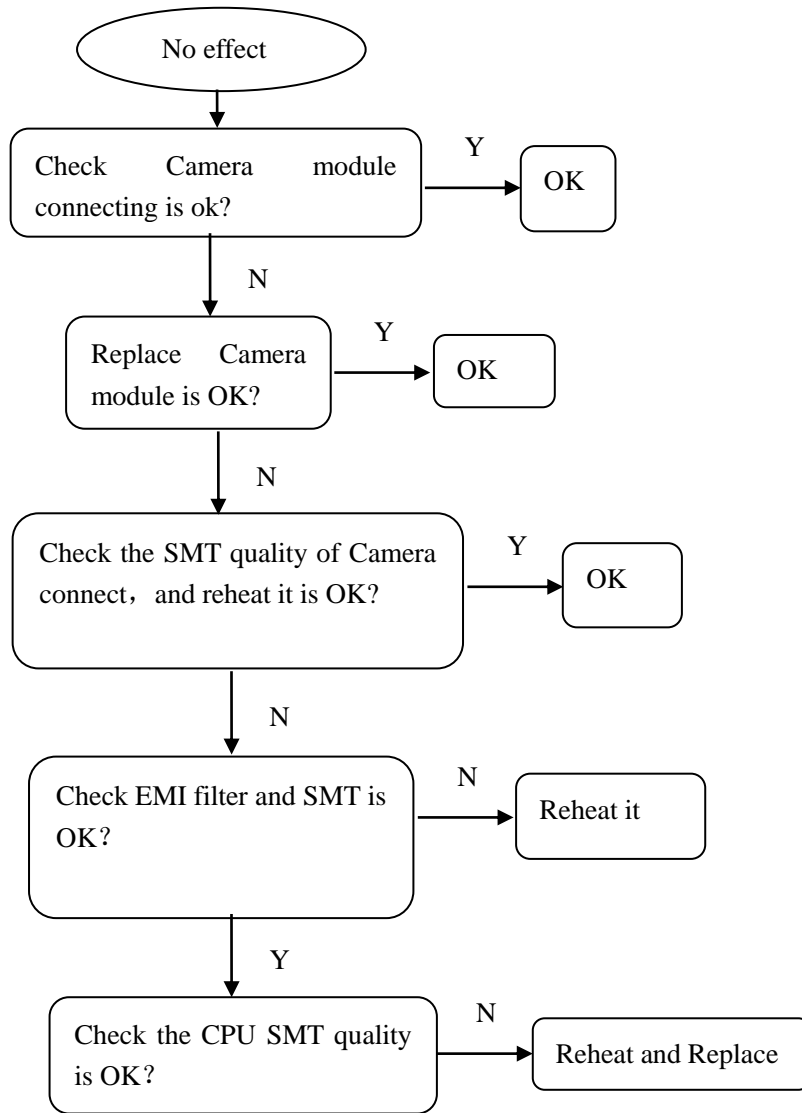 No effect
Check Camera module
connecting is ok?
Y
OK
N
Replace Camera
module is OK?
Y
OK
N
Check the SMT quality of Camera
connect，and reheat it is OK?
Y
OK
N
Check EMI filter and SMT is
OK？
N
Reheat it
Y
Check the CPU SMT quality
is OK？
N
Reheat and Replace